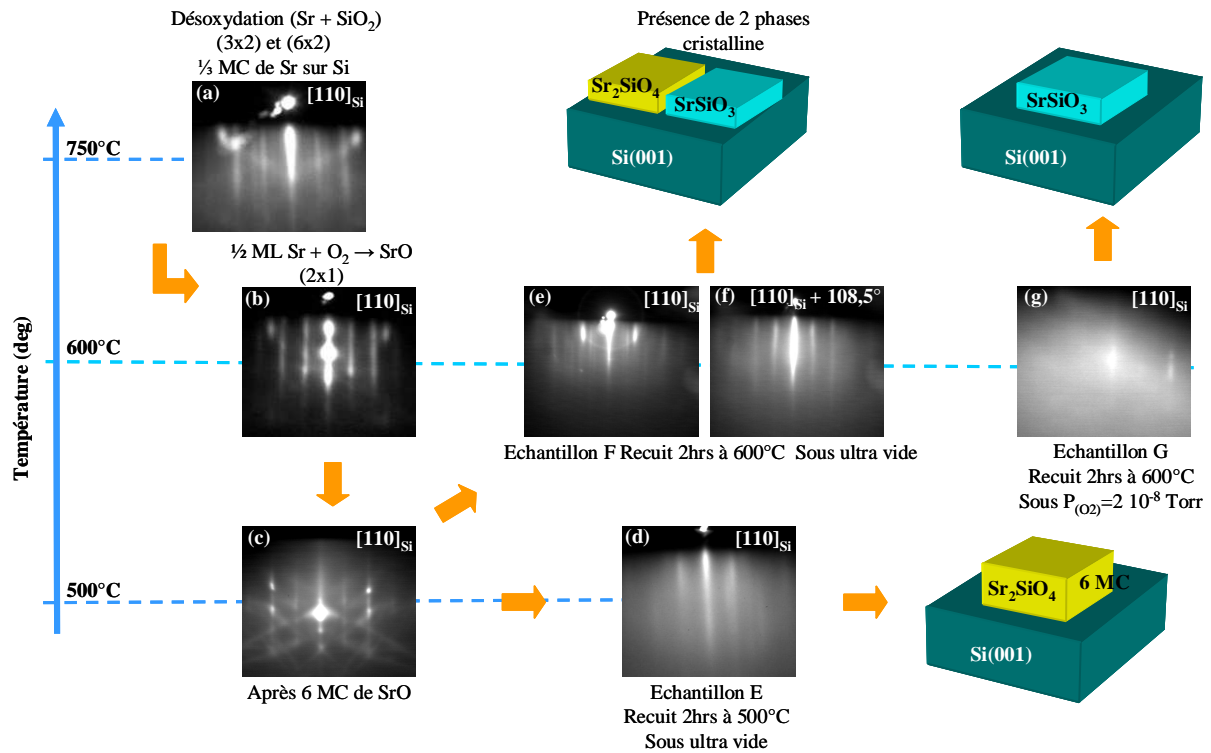 Désoxydation (Sr + SiO2)
(3x2) et (6x2)
⅓ MC de Sr sur Si
(a)
[110]Si
Présence de 2 phases
cristalline
Sr2SiO4
SrSiO3
Si(001)
SrSiO3
Si(001)
750°C
½ ML Sr + O2 → SrO
(2x1)
(b)
[110]Si
(e)
[110]Si
(f)
[110]Si + 108,5°
(g)
[110]Si
600°C
Température (deg)
Echantillon F Recuit 2hrs à 600°C Sous ultra vide
Echantillon G
Recuit 2hrs à 600°C
Sous P(O2)=2 10-8 Torr
(c)
[110]Si
(d)
[110]Si
500°C
Sr2SiO4
6 MC
Si(001)
Après 6 MC de SrO
Echantillon E
Recuit 2hrs à 500°C
Sous ultra vide